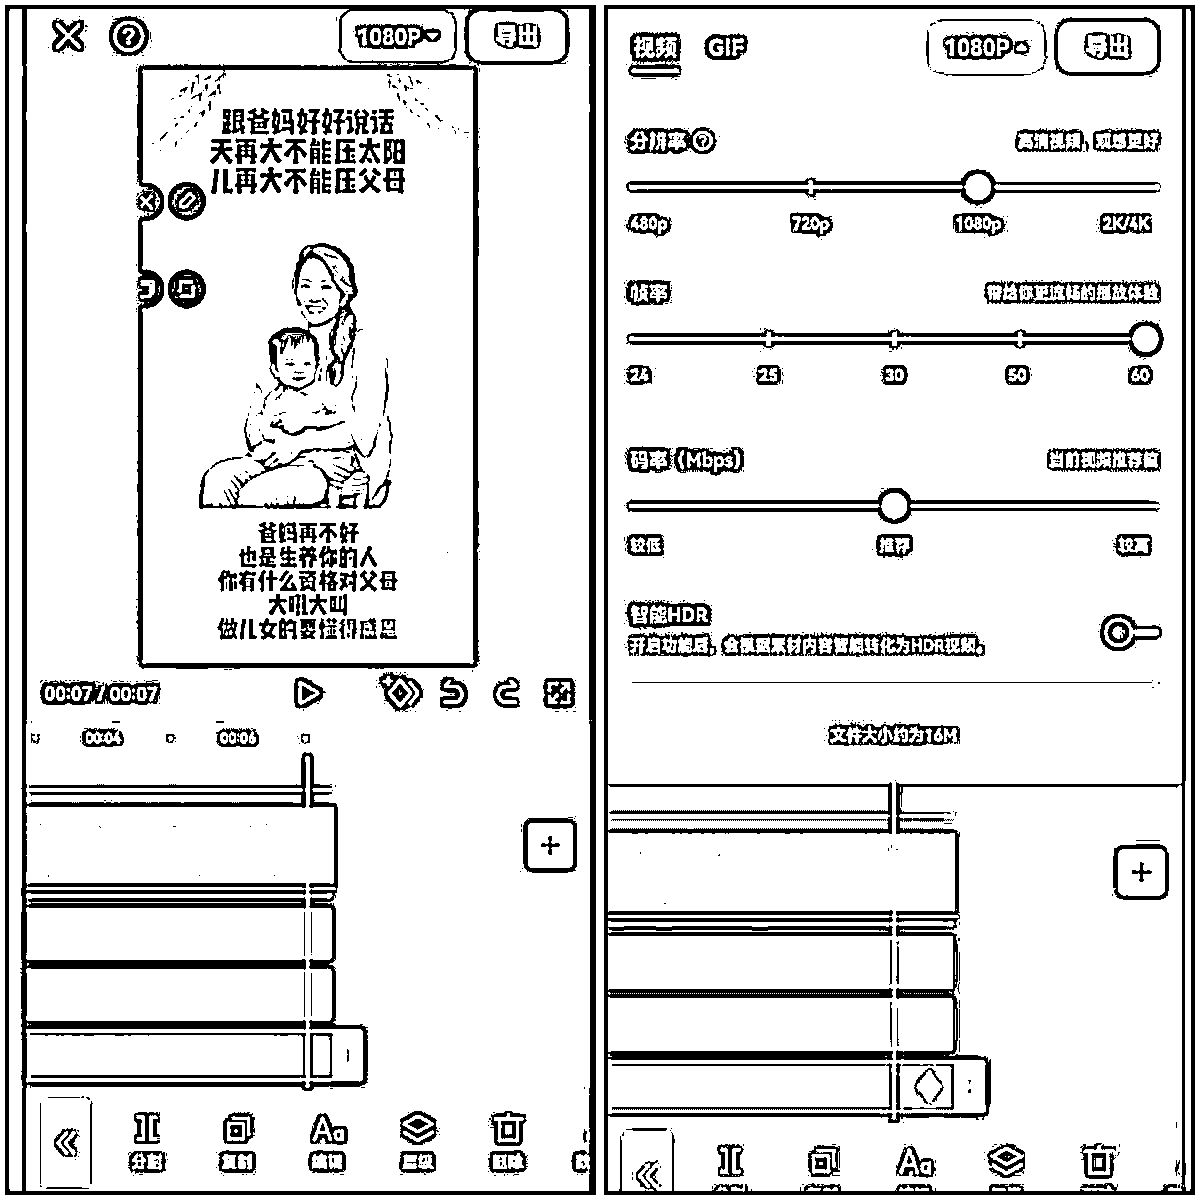 1080P
导出
跟爸妈好好说话
天再大不能压太阳
儿再大不能压父母
爸妈再不好
也是生养你的人
你有什么资格对父母
大吼大叫
做儿女的要懂得感恩
00:07 / 00:07
00:04
00:06
分割
复制
编辑
层级
删除
视频
GIF
1080P
导出
分辨率
高清视频，观感更好
480p
720p
1080p
2K/4K
帧率
带给你更流畅的播放体验
24
25
30
50
60
码率（Mbps）
当前视频推荐值
较低
推荐
较高
智能HDR
开启功能后，会根据素材内容智能转化为HDR视频。
文件大小约为16M
Aa